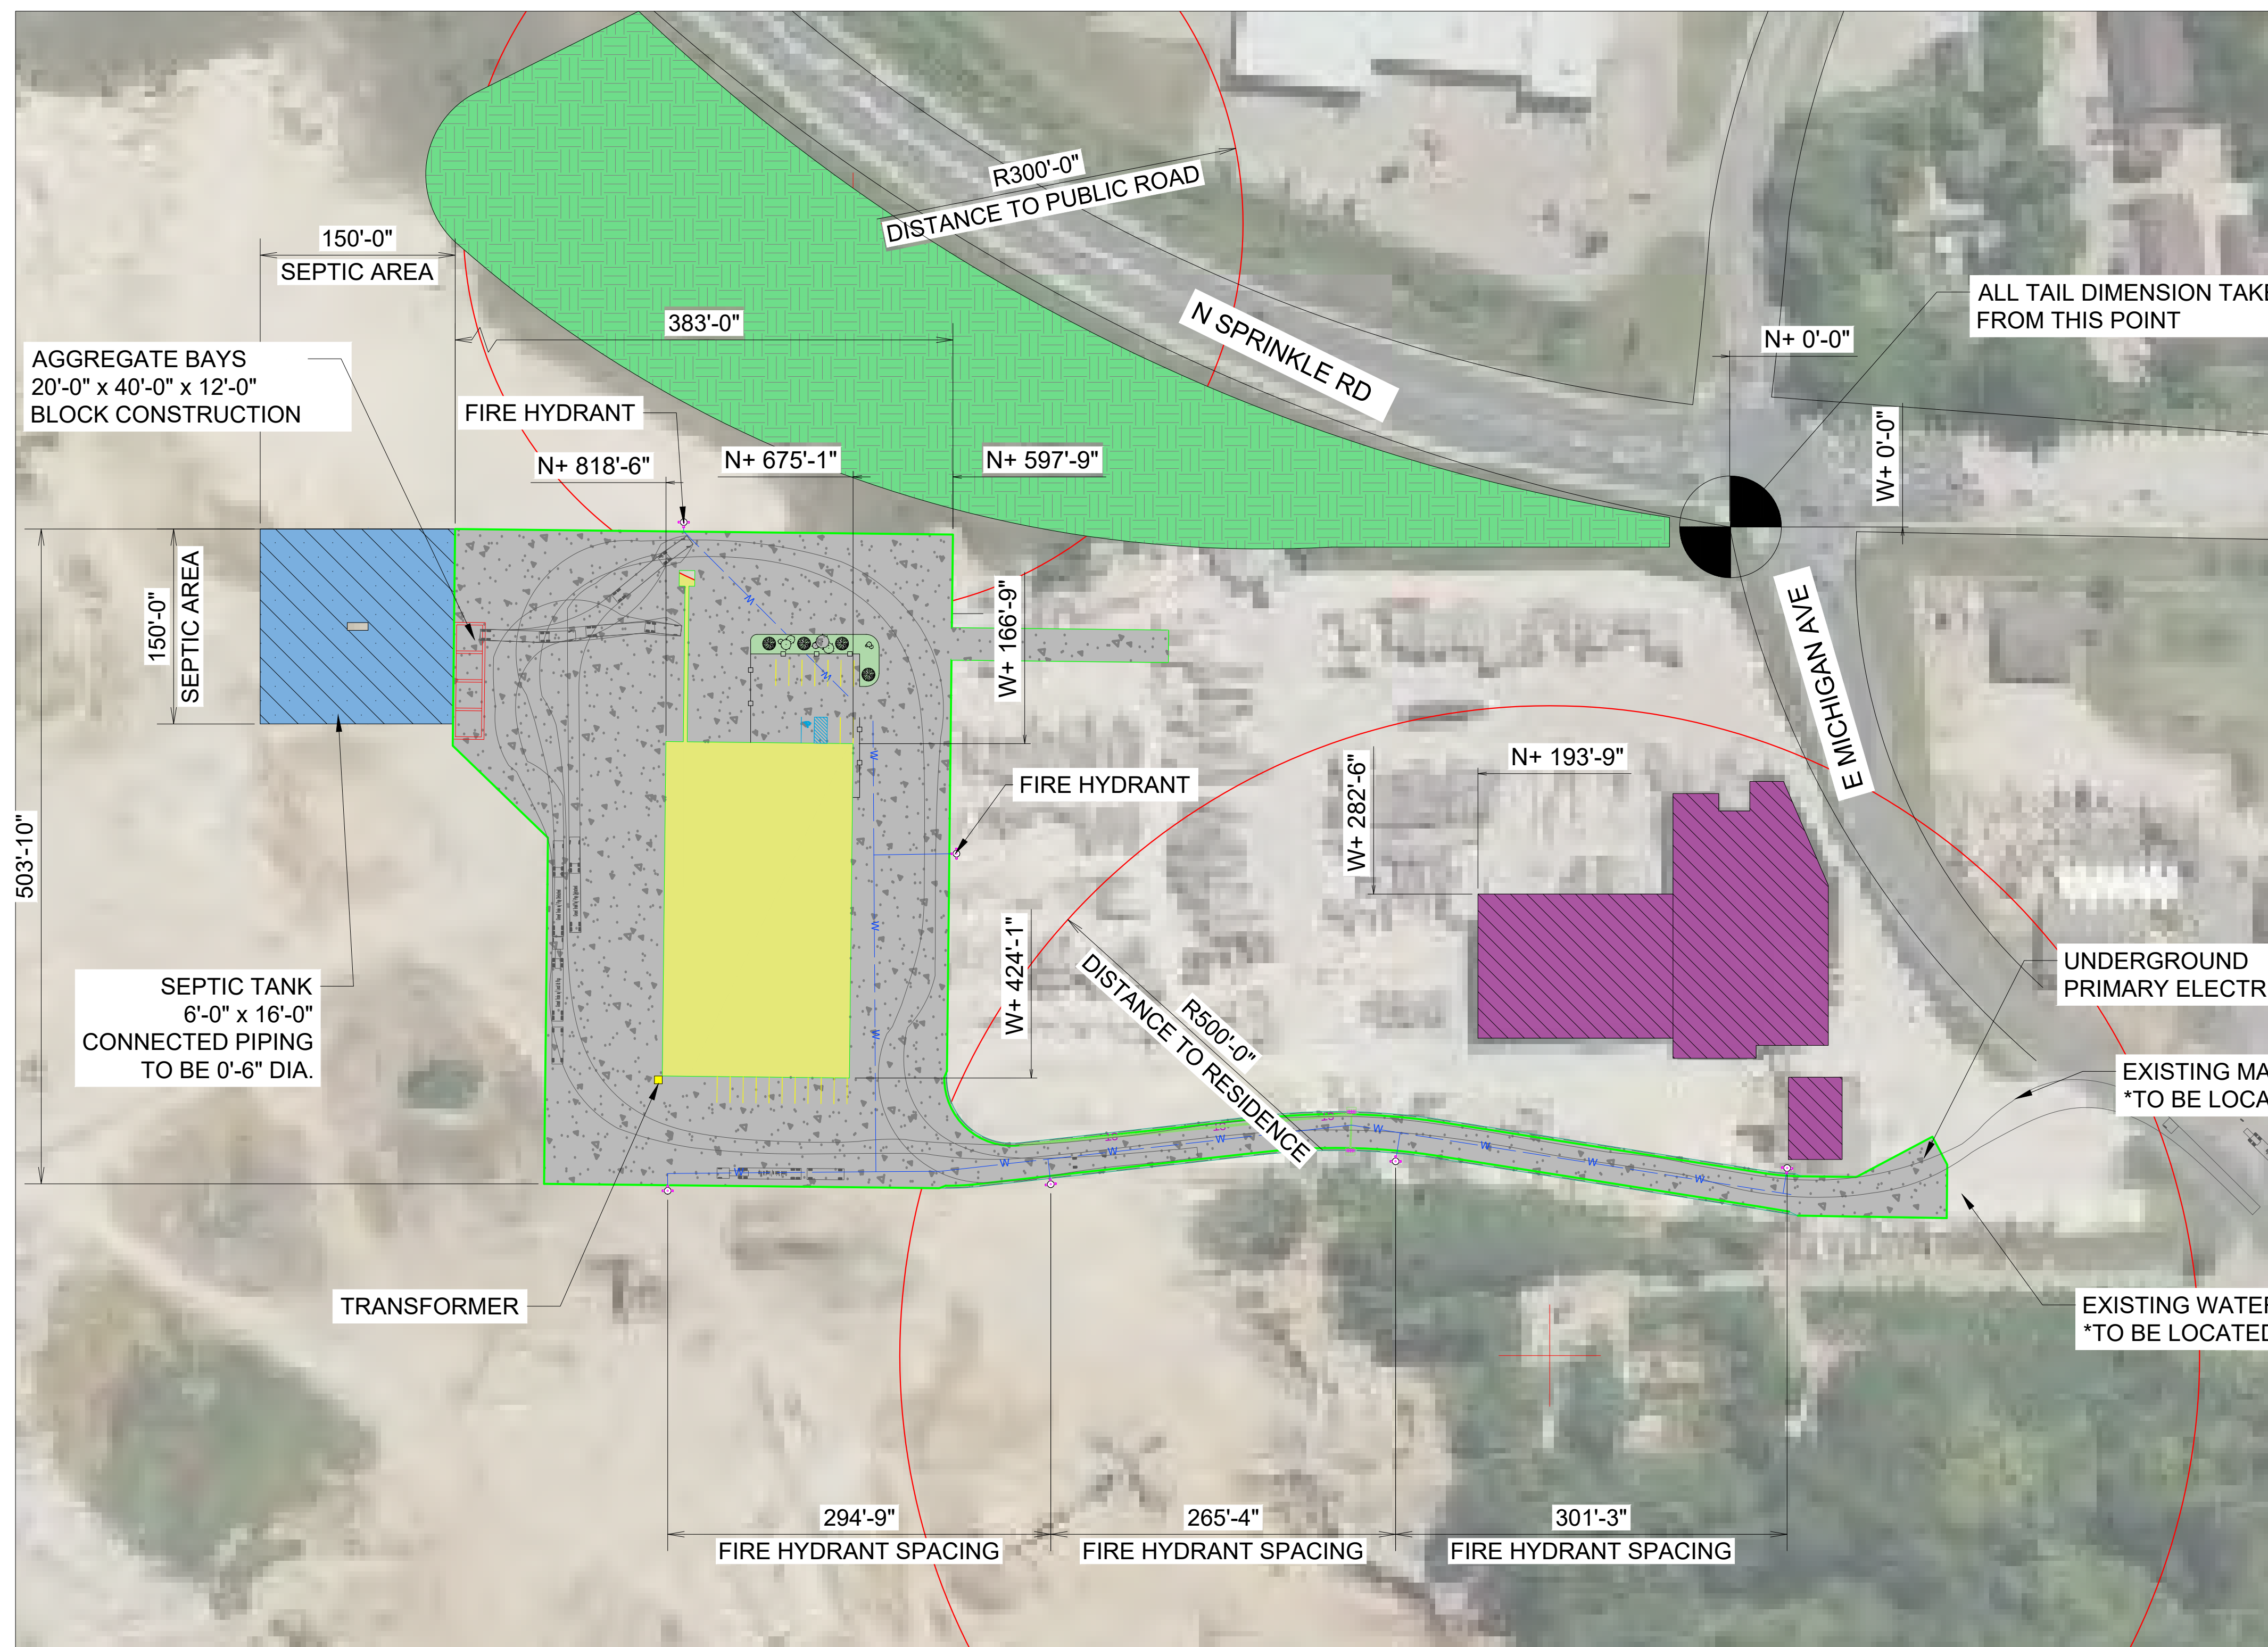 R300'-0"
DISTANCE TO PUBLIC ROAD
150'-0"
SEPTIC AREA
383'-0"
N SPRINKLE RD
ALL TAIL DIMENSION TAKE
FROM THIS POINT
N+ 0'-0"
W+ 0'-0"
AGGREGATE BAYS
20'-0" x 40'-0" x 12'-0"
BLOCK CONSTRUCTION
FIRE HYDRANT
N+ 818'-6"
N+ 675'-1"
N+ 597'-9"
150'-0"
SEPTIC AREA
503'-10"
W
W
W+ 166'-9"
E MICHIGAN AVE
W
FIRE HYDRANT
N+ 193'-9"
W+ 282'-6"
W
W+ 424'-1"
W
R500'-0"
DISTANCE TO RESIDENCE
SEPTIC TANK
6'-0" x 16'-0"
CONNECTED PIPING
TO BE 0'-6" DIA.
UNDERGROUND
PRIMARY ELECTR
EXISTING MA
*TO BE LOCA
W
W
W
W
W
W
W
W
TRANSFORMER
EXISTING WATER
*TO BE LOCATED
294'-9"
FIRE HYDRANT SPACING
265'-4"
FIRE HYDRANT SPACING
301'-3"
FIRE HYDRANT SPACING